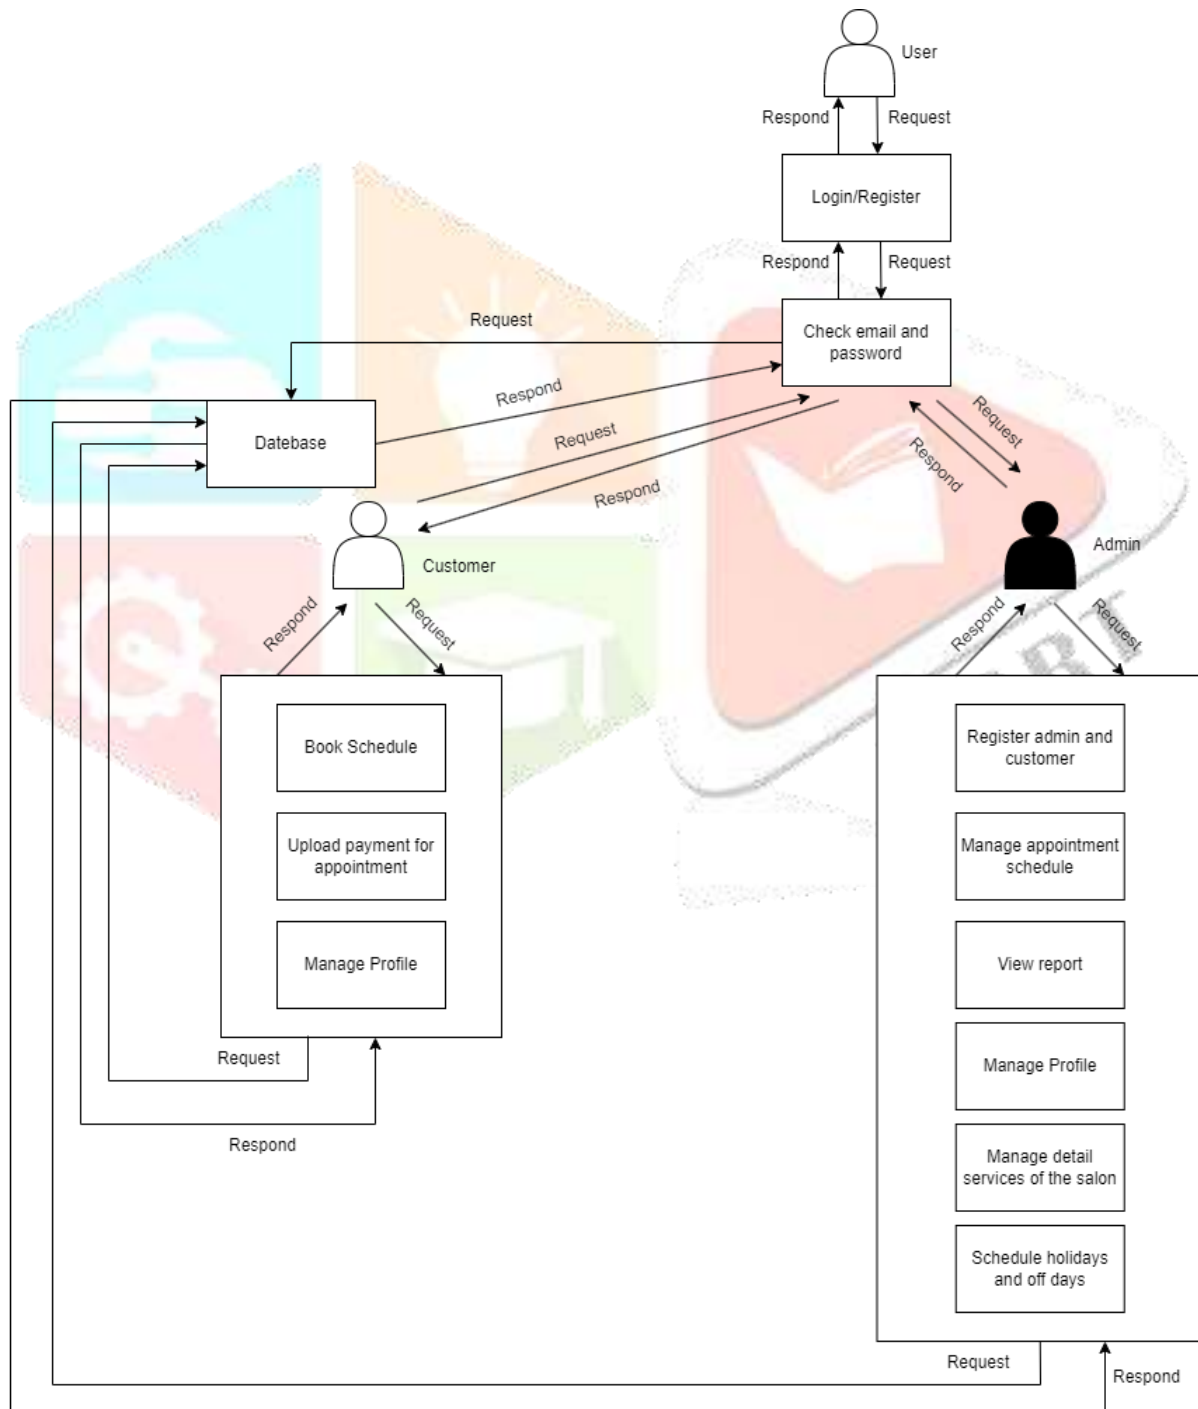 User
Respond
Request
Login/Register
Respond
Request
Check email and
password
Request
Respond
Datebase
Request
Respond
Request
Respond
Customer
Admin
Respond
Request
Respond
Request
Book Schedule
Upload payment for
appointment
Manage Profile
Request
Respond
Register admin and
customer
Manage appointment
schedule
View report
Manage Profile
Manage detail
services of the salon
Schedule holidays
and off days
Request
Respond